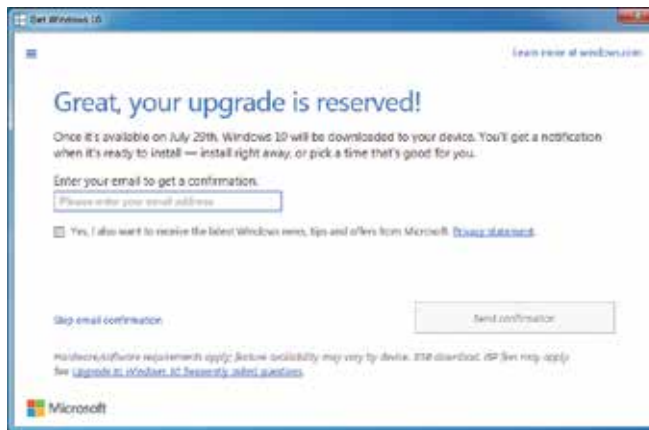 Get Windows 10
Learn more at windows.com
Great, your upgrade is reserved!
Once it's available on July 29th, Windows 10 will be downloaded to your device. You'll get a notification
when it's ready to install — install right away, or pick a time that's good for you.
Enter your email to get a confirmation.
Please enter your email address
Yes, I also want to receive the latest Windows news, tips and offers from Microsoft. Privacy statement.
Skip email confirmation
Send confirmation
Hardware/software requirements apply; feature availability may vary by device. 3GB download. ISP fees may apply.
See Upgrade to Windows 10 frequently asked questions.
Microsoft